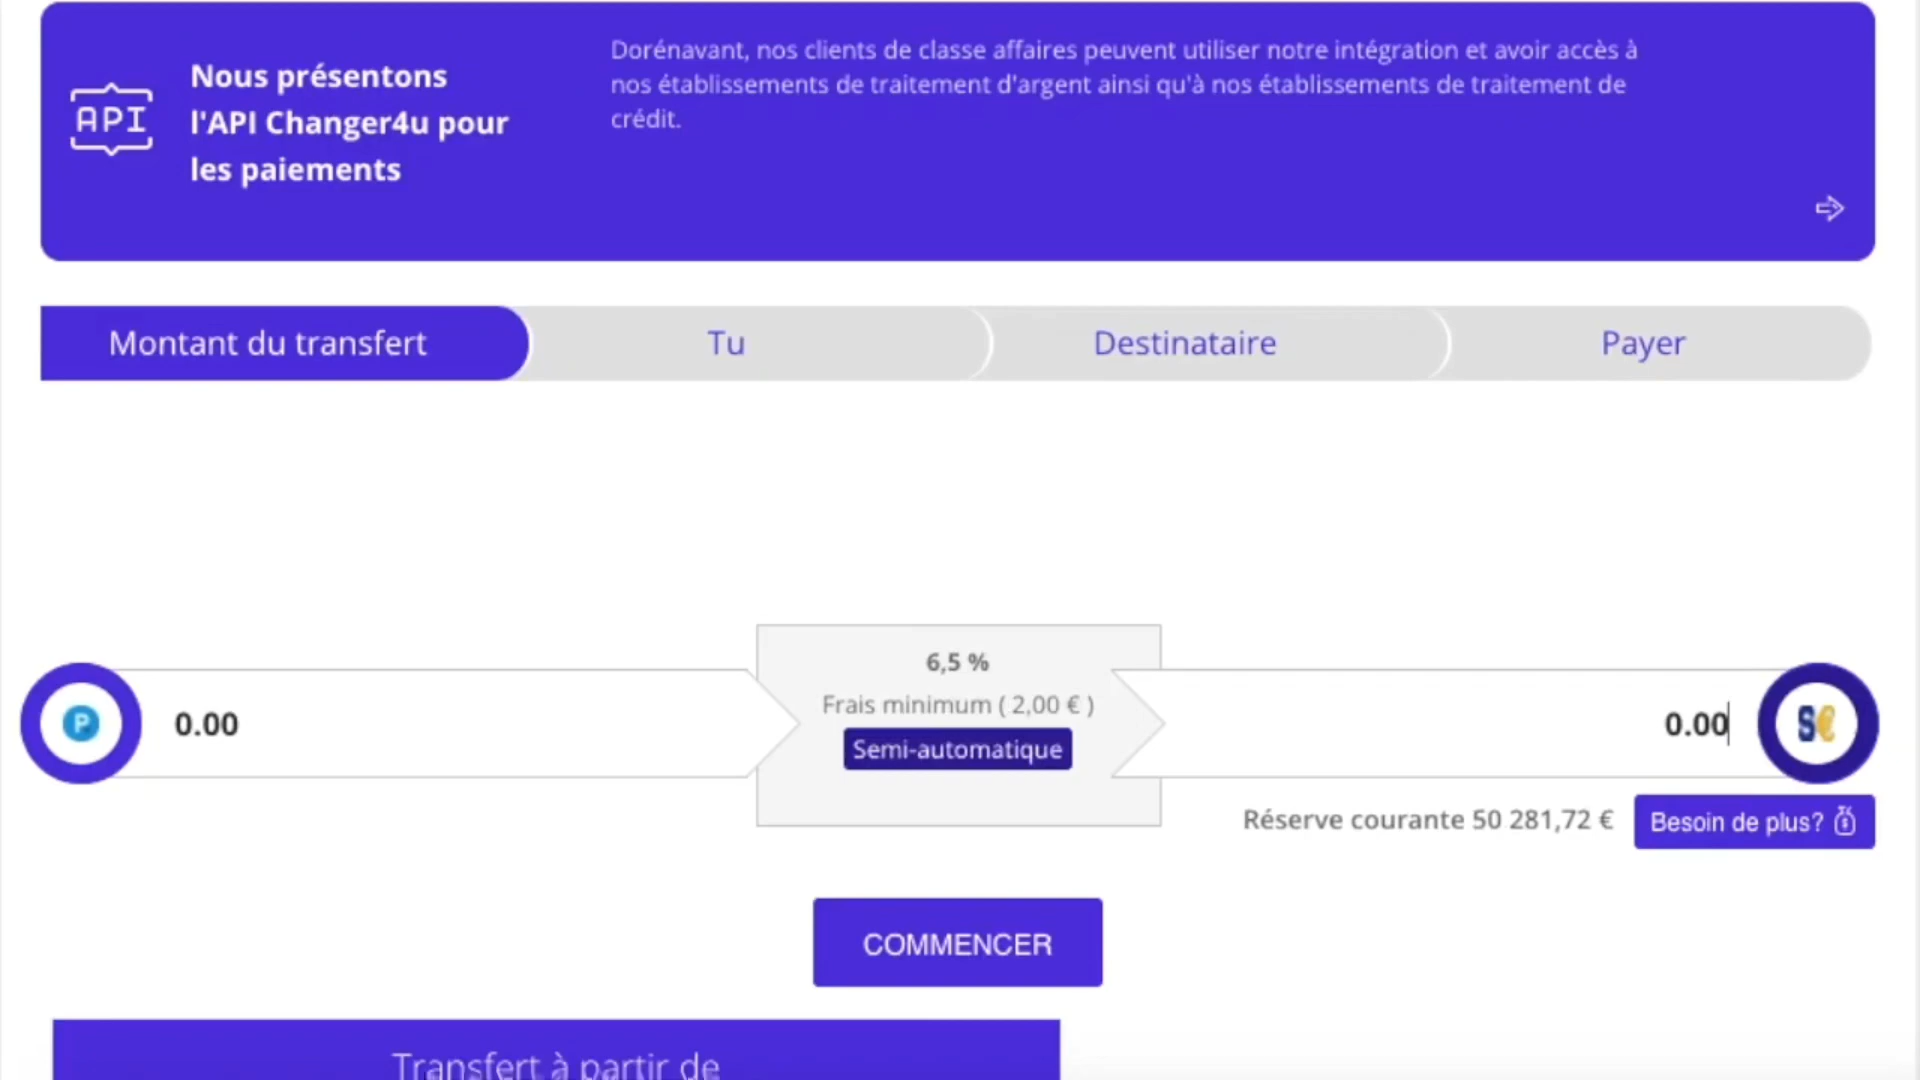 API
Nous présentons
l'API Changer4u pour
les paiements
Dorénavant, nos clients de classe affaires peuvent utiliser notre intégration et avoir accès à
nos établissements de traitement d'argent ainsi qu'à nos établissements de traitement de
crédit.
Montant du transfert
Tu
Destinataire
Payer
6,5 %
Frais minimum ( 2,00 € )
Semi-automatique
P
0.00
0.00
S€
Réserve courante 50 281,72 €
Besoin de plus?
COMMENCER
Transfert à partir de